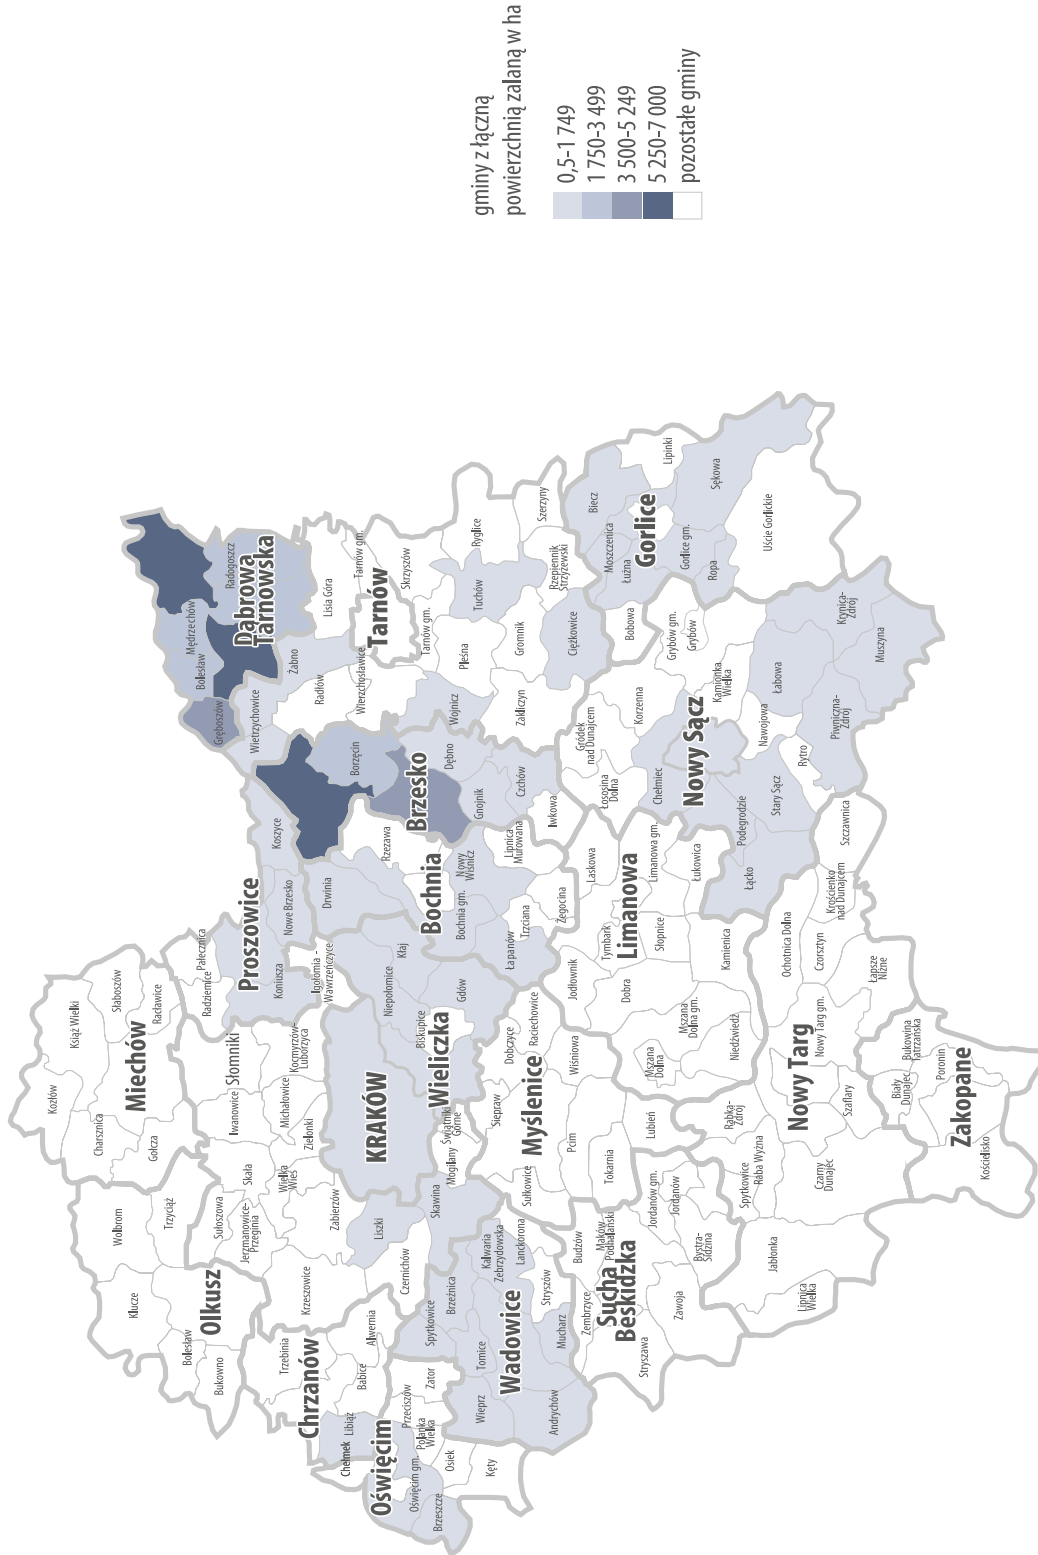 gminy z łączną
powierzchnią zalaną w ha
0,5-1 749
1 750-3 499
3 500-5 249
5 250-7 000
pozostałe gminy
Kozłów
Książ Wielki
Charsznica
Miechów
Słaboszów
Racławice
Gołcza
Wolbrom
Trzyciąż
Klucze
Olkusz
Bolesław
Bukowno
Radziemice
Pałecznica
Proszowice
Koniusza
Nowe Brzesko
Koszyce
Igołomia -
Wawrzeńczyce
Sułoszowa
Jerzmanowice-
Przeginia
Skała
Iwanowice
Słomniki
Michałowice
Kocmyrzów-
Luborzyca
Zielonki
Wielka
Wieś
Zabierzów
Krzeszowice
Liszki
Czernichów
KRAKÓW
Skawina
Mogilany
Świątniki
Górne
Trzebinia
Chrzanów
Alwernia
Babice
Libiąż
Chełmek
Oświęcim
Oświęcim gm.
Brzeszcze
Przeciszów
Polanka
Wielka
Zator
Osiek
Kęty
Spytkowice
Brzeźnica
Kalwaria
Zebrzydowska
Lanckorona
Tomice
Wadowice
Wieprz
Andrychów
Mucharz
Stryszów
Niepołomice
Kłaj
Biskupice
Wieliczka
Gdów
Drwinia
Rzezawa
Bochnia
Bochnia gm.
Nowy
Wiśnicz
Lipnica
Murowana
Łapanów
Trzciana
Żegocina
Borzęcin
Brzesko
Dębno
Gnojnik
Czchów
Iwkowa
Gręboszów
Bolesław
Mędrzechów
Radogoszcz
Dąbrowa
Tarnowska
Wietrzychowice
Żabno
Radłów
Lisia Góra
Wierzchosławice
Tarnów
Tarnów gm.
Skrzyszów
Tarnów gm.
Wojnicz
Pleśna
Tuchów
Ryglice
Zakliczyn
Gromnik
Szerzyny
Rzepiennik
Strzyżewski
Ciężkowice
Biecz
Moszczenica
Łużna
Gorlice
Lipinki
Gorlice gm.
Sękowa
Ropa
Uście Gorlickie
Bobowa
Siepraw
Dobczyce
Raciechowice
Myślenice
Wiśniowa
Sułkowice
Pcim
Tokarnia
Lubień
Budzów
Zembrzyce
Maków
Podhalański
Sucha
Beskidzka
Stryszawa
Zawoja
Jordanów gm.
Jordanów
Bystra-
Sidzina
Jodłownik
Tymbark
Laskowa
Limanowa
Limanowa gm.
Dobra
Słopnice
Łukowica
Kamienica
Mszana
Dolna
Mszana
Dolna gm.
Niedźwiedź
Łososina
Dolna
Gródek
nad Dunajcem
Korzenna
Grybów gm.
Grybów
Chełmiec
Nowy Sącz
Kamionka
Wielka
Podegrodzie
Stary Sącz
Nawojowa
Łabowa
Łącko
Rytro
Piwniczna-
Zdrój
Krynica-
Zdrój
Muszyna
Rabka-
Zdrój
Raba Wyżna
Spytkowice
Nowy Targ
Nowy Targ gm.
Ochotnica Dolna
Czorsztyn
Krościenko
nad Dunajcem
Szczawnica
Czarny
Dunajec
Szaflary
Łapsze
Niżne
Jabłonka
Lipnica
Wielka
Biały
Dunajec
Bukowina
Tatrzańska
Poronin
Zakopane
Kościelisko